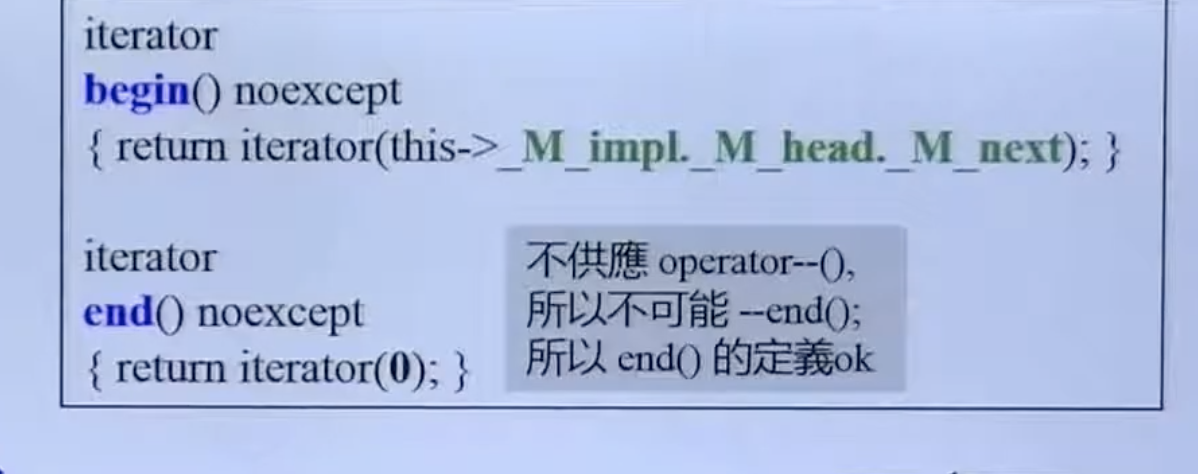 iterator
begin() noexcept
{ return iterator(this->_M_impl._M_head._M_next); }
iterator
end() noexcept
{ return iterator(0); }
不供應 operator--(),
所以不可能 --end();
所以 end() 的定義ok